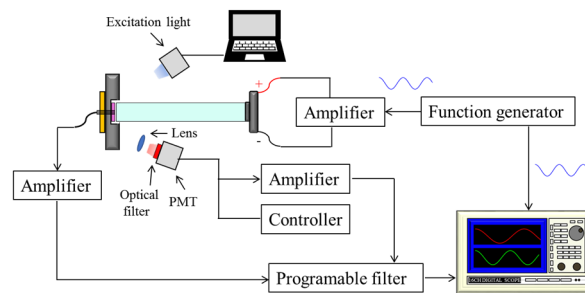 Excitation light
+
-
Amplifier
Function generator
Lens
Optical
filter
PMT
Amplifier
Amplifier
Controller
Programable filter